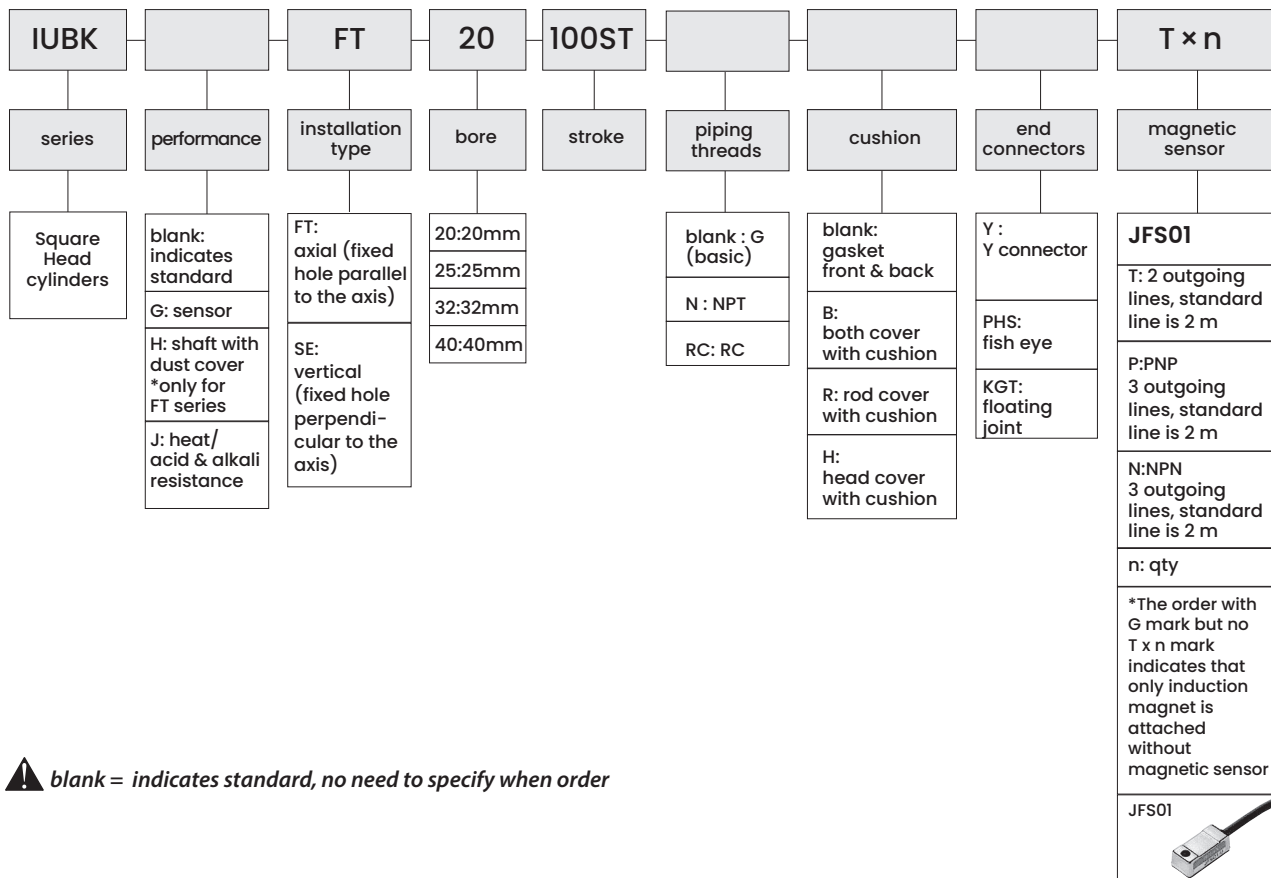 IUBK
FT
20
100ST
T × n
series
performance
installation
type
bore
stroke
piping
threads
cushion
end
connectors
magnetic
sensor
Square
Head
cylinders
blank:
indicates
standard
G: sensor
H: shaft with
dust cover
*only for
FT series
J: heat/
acid & alkali
resistance
FT:
axial (fixed
hole parallel
to the axis)
SE:
vertical
(fixed hole
perpendi-
cular to the
axis)
20:20mm
25:25mm
32:32mm
40:40mm
blank : G
(basic)
N : NPT
RC: RC
blank:
gasket
front & back
B:
both cover
with cushion
R: rod cover
with cushion
H:
head cover
with cushion
Y :
Y connector
PHS:
fish eye
KGT:
floating
joint
JFS01
T: 2 outgoing
lines, standard
line is 2 m
P:PNP
3 outgoing
lines, standard
line is 2 m
N:NPN
3 outgoing
lines, standard
line is 2 m
n: qty
*The order with
G mark but no
T x n mark
indicates that
only induction
magnet is
attached
without
magnetic sensor
JFS01
blank = indicates standard, no need to specify when order